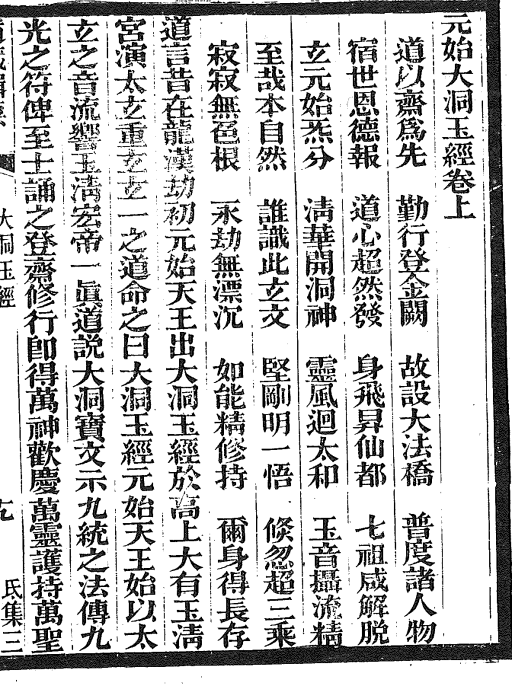 元始大洞玉經卷上
道以齋爲先　勤行登金闕　故設大法橋　普度諸人物
宿世恩德報　道心超然發　身飛昇仙都　七祖咸解脫
玄元始炁分　淸華開洞神　靈風迴太和　玉音攝流精
至哉本自然　誰識此玄文　堅剛明一悟　倏忽超三乘
寂寂無色根　永劫無漂沉　如能精修持　爾身得長存
道言昔在龍漢劫初元始天王出大洞玉經於高上大有玉淸
宮演太玄重玄玄一之道命之曰大洞玉經元始天王始以太
玄之音流響玉淸宏帝一眞道說大洞寶文示九統之法傳九
光之符俾至士誦之登齋修行卽得萬神歡慶萬靈護持萬聖
道藏輯要　大洞玉經　九　氐集三